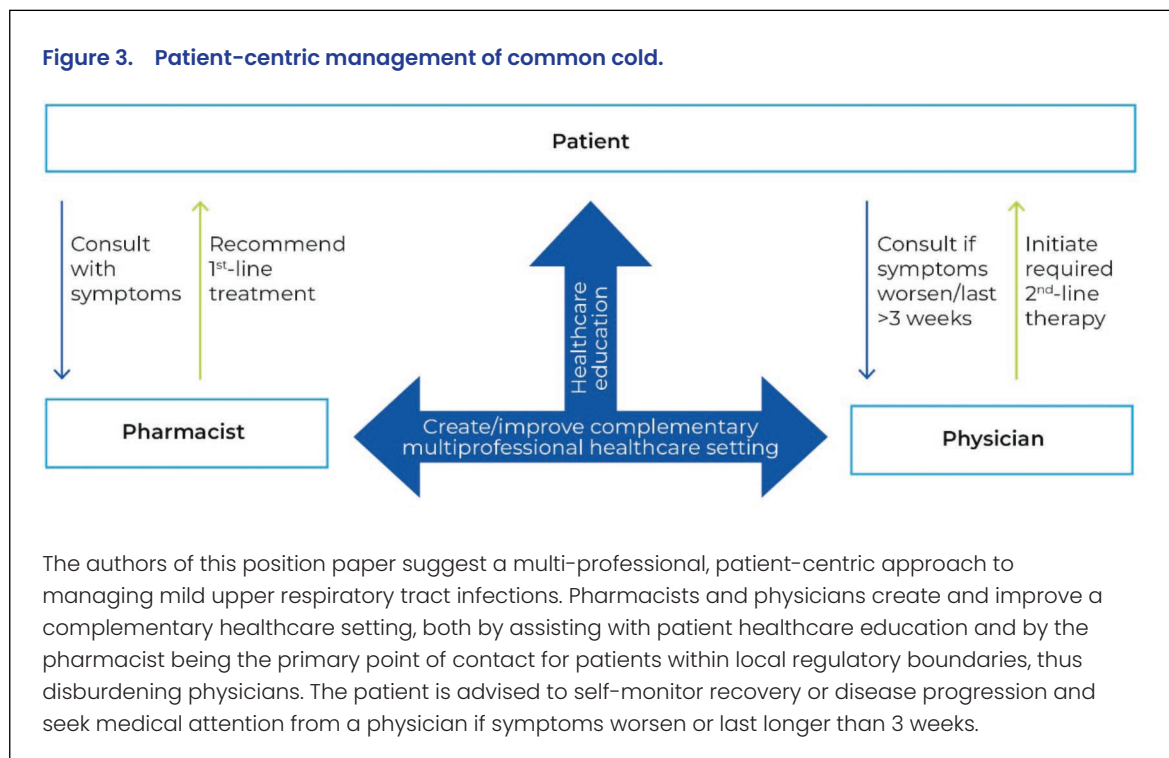 Figure 3. Patient-centric management of common cold.
Patient
Consult
with
symptoms
Recommend
1st-line
treatment
Healthcare
education
Consult if
symptoms
worsen/last
>3 weeks
Initiate
required
2nd-line
therapy
Pharmacist
Create/improve complementary
multiprofessional healthcare setting
Physician
The authors of this position paper suggest a multi-professional, patient-centric approach to
managing mild upper respiratory tract infections. Pharmacists and physicians create and improve a
complementary healthcare setting, both by assisting with patient healthcare education and by the
pharmacist being the primary point of contact for patients within local regulatory boundaries, thus
disburdening physicians. The patient is advised to self-monitor recovery or disease progression and
seek medical attention from a physician if symptoms worsen or last longer than 3 weeks.